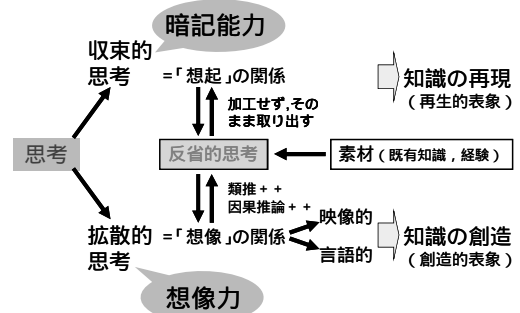 暗記能力
収束的
思考
=「想起」の関係
知識の再現
(再生的表象)
加工せず,その
まま取り出す
思考
反省的思考
素材(既有知識,経験)
類推++
因果推論++
拡散的
思考
=「想像」の関係
映像的
言語的
知識の創造
(創造的表象)
想像力